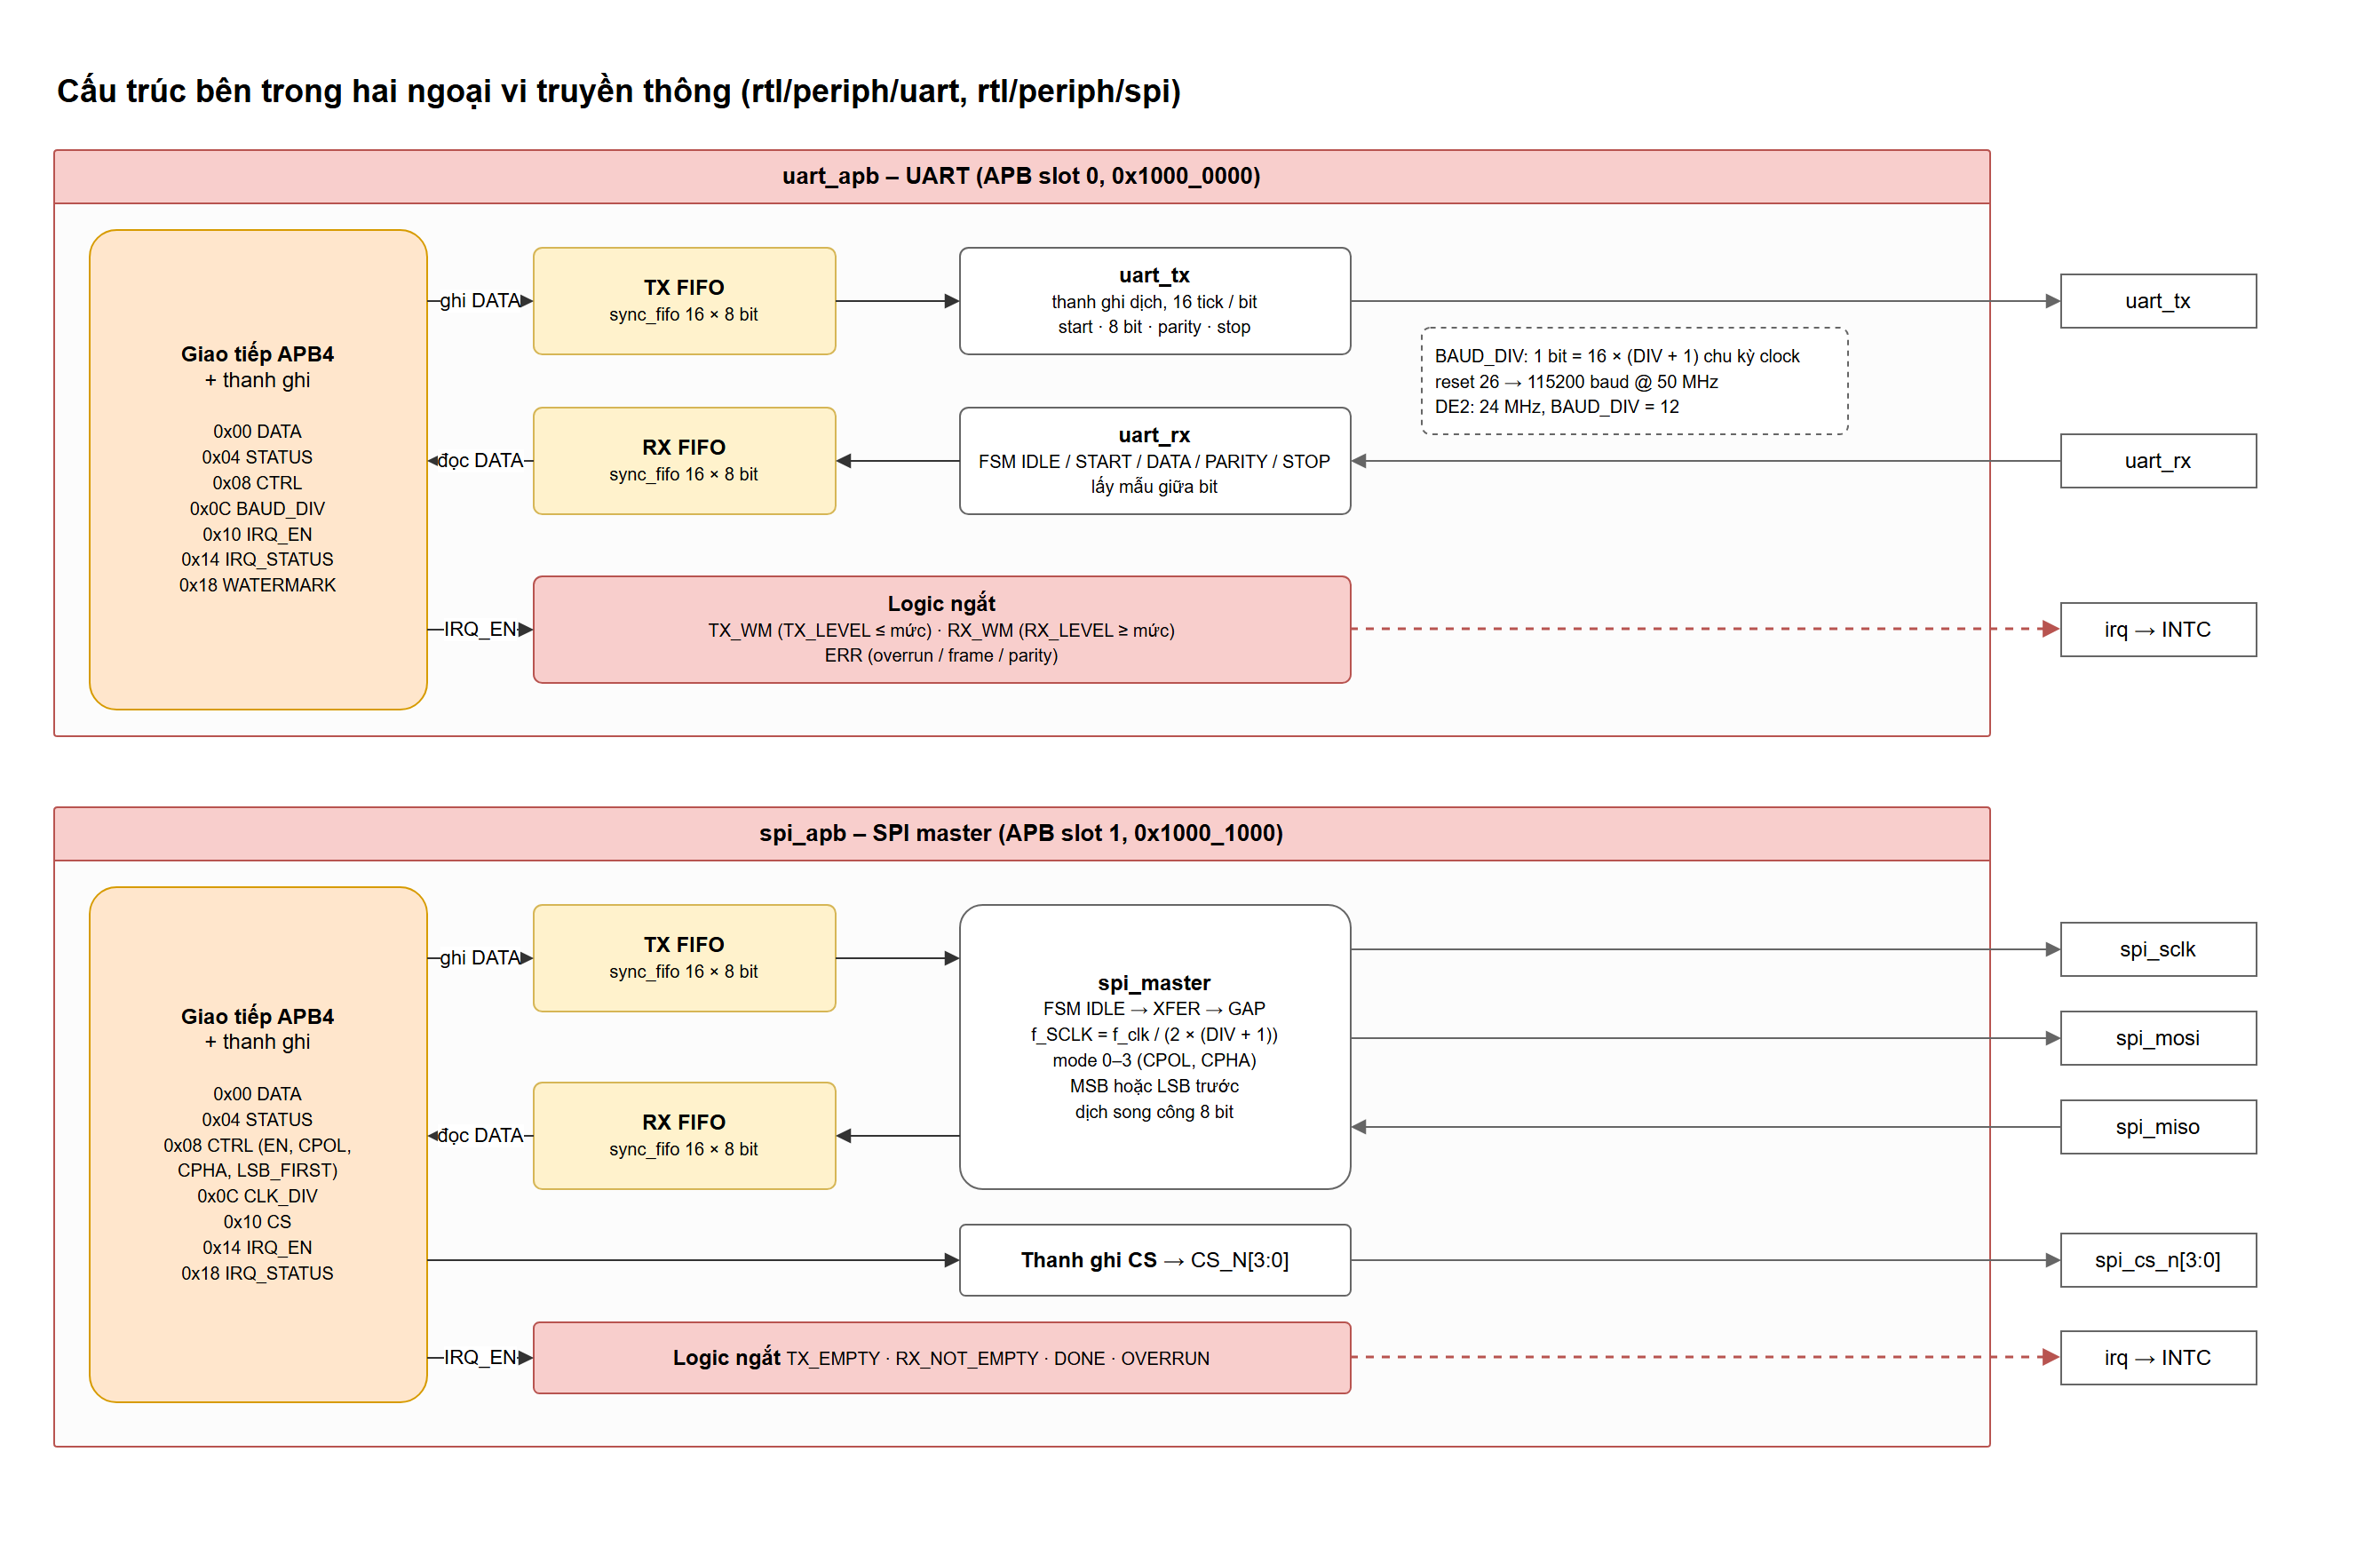 Cấu trúc bên trong hai ngoại vi truyền thông (rtl/periph/uart, rtl/periph/spi)
uart_apb – UART (APB slot 0, 0x1000_0000)
Giao tiếp APB4
+ thanh ghi
0x00 DATA
0x04 STATUS
0x08 CTRL
0x0C BAUD_DIV
0x10 IRQ_EN
0x14 IRQ_STATUS
0x18 WATERMARK
ghi DATA
TX FIFO
sync_fifo 16 × 8 bit
uart_tx
thanh ghi dịch, 16 tick / bit
start · 8 bit · parity · stop
uart_tx
BAUD_DIV: 1 bit = 16 × (DIV + 1) chu kỳ clock
reset 26 → 115200 baud @ 50 MHz
DE2: 24 MHz, BAUD_DIV = 12
đọc DATA
RX FIFO
sync_fifo 16 × 8 bit
uart_rx
FSM IDLE / START / DATA / PARITY / STOP
lấy mẫu giữa bit
uart_rx
IRQ_EN
Logic ngắt
TX_WM (TX_LEVEL ≤ mức) · RX_WM (RX_LEVEL ≥ mức)
ERR (overrun / frame / parity)
irq → INTC
spi_apb – SPI master (APB slot 1, 0x1000_1000)
Giao tiếp APB4
+ thanh ghi
0x00 DATA
0x04 STATUS
0x08 CTRL (EN, CPOL,
CPHA, LSB_FIRST)
0x0C CLK_DIV
0x10 CS
0x14 IRQ_EN
0x18 IRQ_STATUS
ghi DATA
TX FIFO
sync_fifo 16 × 8 bit
đọc DATA
RX FIFO
sync_fifo 16 × 8 bit
spi_master
FSM IDLE → XFER → GAP
f_SCLK = f_clk / (2 × (DIV + 1))
mode 0–3 (CPOL, CPHA)
MSB hoặc LSB trước
dịch song công 8 bit
spi_sclk
spi_mosi
spi_miso
Thanh ghi CS → CS_N[3:0]
spi_cs_n[3:0]
IRQ_EN
Logic ngắt TX_EMPTY · RX_NOT_EMPTY · DONE · OVERRUN
irq → INTC